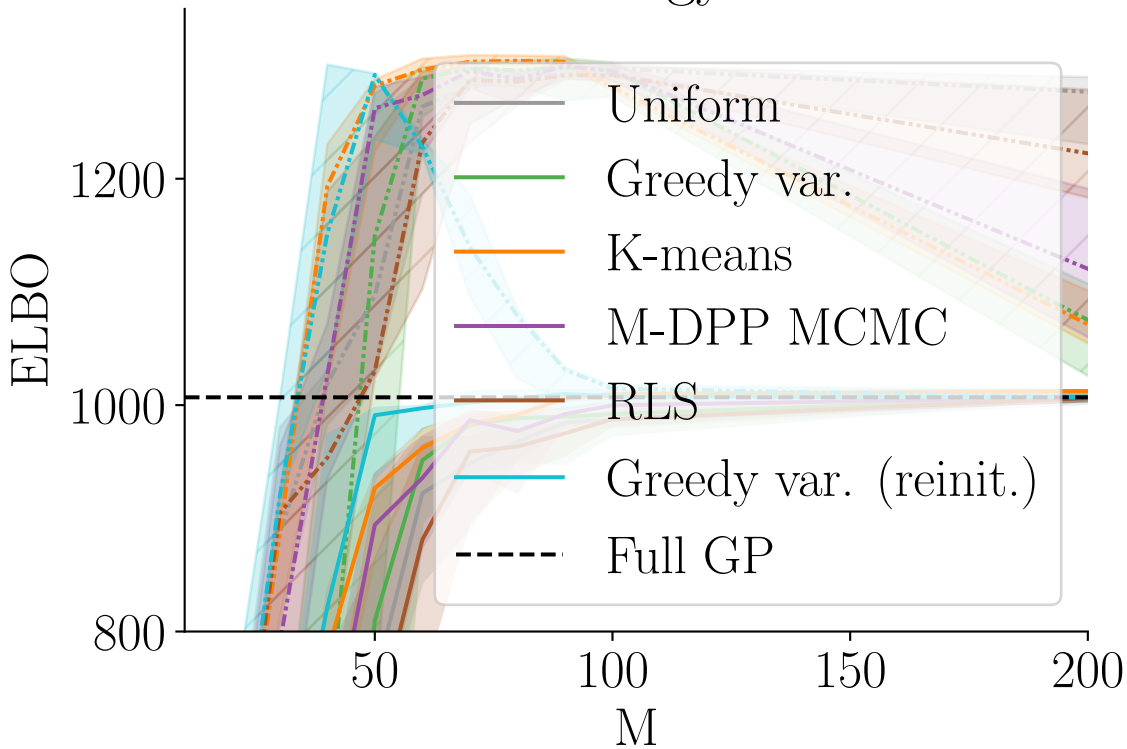 1200
1000
800
ELBO
Uniform
Greedy var.
K-means
M-DPP MCMC
RLS
Greedy var. (reinit.)
Full GP
50
100
150
200
M